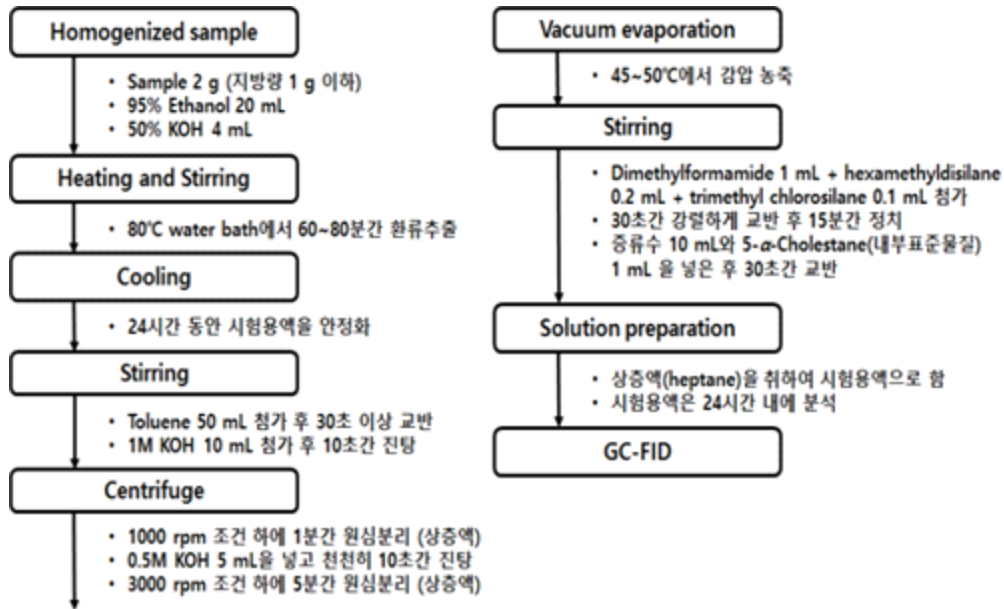 Homogenized sample
• Sample 2 g (지방량 1 g 이하)
• 95% Ethanol 20 mL
• 50% KOH 4 mL
Heating and Stirring
• 80℃ water bath에서 60~80분간 환류추출
Cooling
• 24시간 동안 시험용액을 안정화
Stirring
• Toluene 50 mL 첨가 후 30초 이상 교반
• 1M KOH 10 mL 첨가 후 10초간 진탕
Centrifuge
• 1000 rpm 조건 하에 1분간 원심분리 (상층액)
• 0.5M KOH 5 mL을 넣고 천천히 10초간 진탕
• 3000 rpm 조건 하에 5분간 원심분리 (상층액)
Vacuum evaporation
• 45~50℃에서 감압 농축
Stirring
• Dimethylformamide 1 mL + hexamethyldisilane
0.2 mL + trimethyl chlorosilane 0.1 mL 첨가
• 30초간 강렬하게 교반 후 15분간 정치
• 증류수 10 mL와 5-α-Cholestane(내부표준물질)
1 mL 을 넣은 후 30초간 교반
Solution preparation
• 상층액(heptane)을 취하여 시험용액으로 함
• 시험용액은 24시간 내에 분석
GC-FID